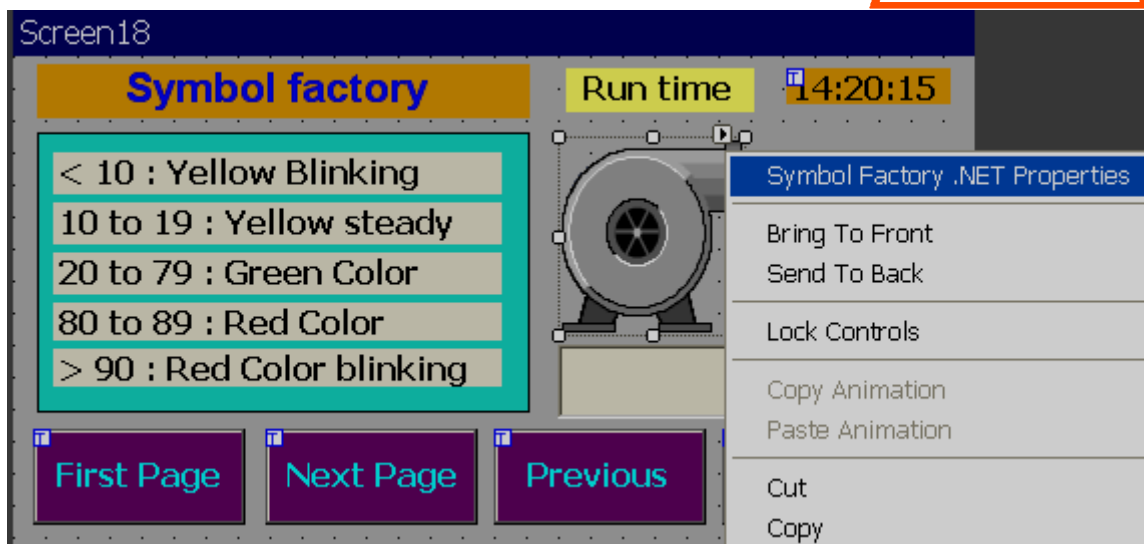 Screen18
Symbol factory
Run time
14:20:15
< 10 : Yellow Blinking
10 to 19 : Yellow steady
20 to 79 : Green Color
80 to 89 : Red Color
> 90 : Red Color blinking
Symbol Factory .NET Properties
Bring To Front
Send To Back
Lock Controls
Copy Animation
Paste Animation
Cut
Copy
First Page
Next Page
Previous